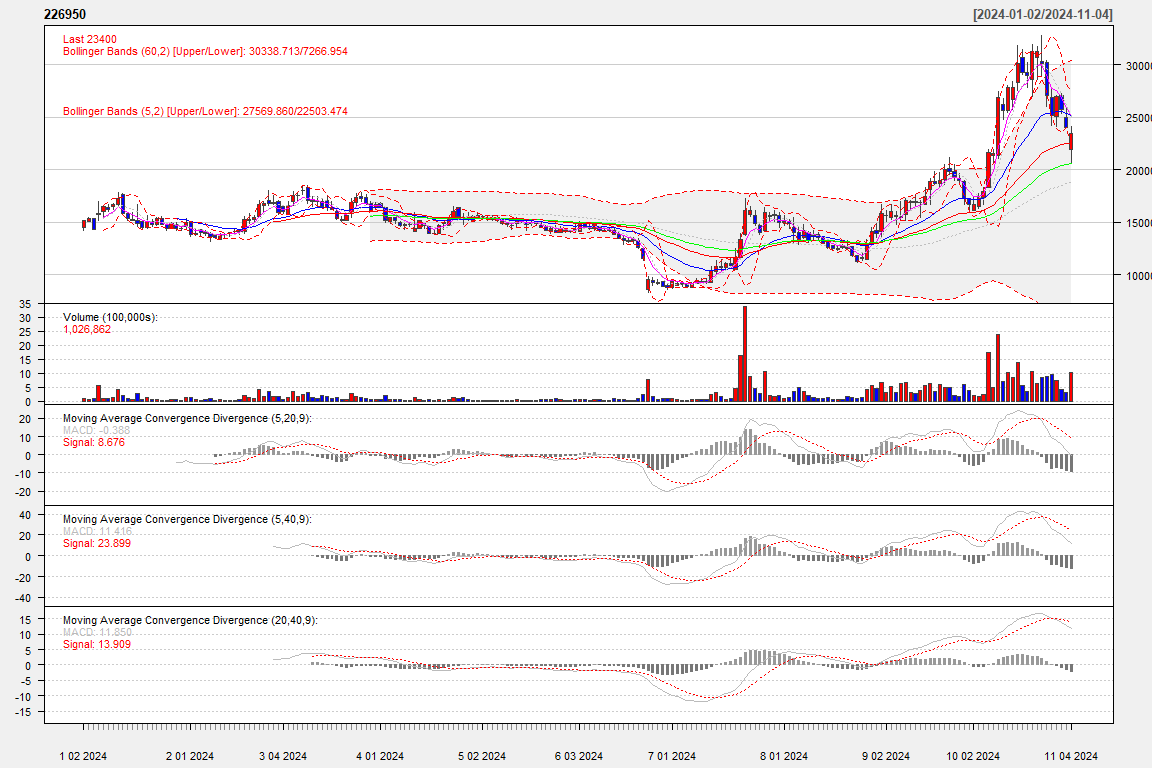 226950 [2024-01-02/2024-11-04]
Last 23400
Bollinger Bands (60,2) [Upper/Lower]: 30338.713/7266.954
Bollinger Bands (5,2) [Upper/Lower]: 27569.860/22503.474
30000
25000
20000
15000
10000
Volume (100,000s):
1,026,862
35
30
25
20
15
10
5
0
Moving Average Convergence Divergence (5,20,9):
MACD: -0.388
Signal: 8.676
20
10
0
-10
-20
Moving Average Convergence Divergence (5,40,9):
MACD: 11.416
Signal: 23.899
40
20
0
-20
-40
Moving Average Convergence Divergence (20,40,9):
MACD: 11.850
Signal: 13.909
15
10
5
0
-5
-10
-15
1 02 2024 2 01 2024 3 04 2024 4 01 2024 5 02 2024 6 03 2024 7 01 2024 8 01 2024 9 02 2024 10 02 2024 11 04 2024